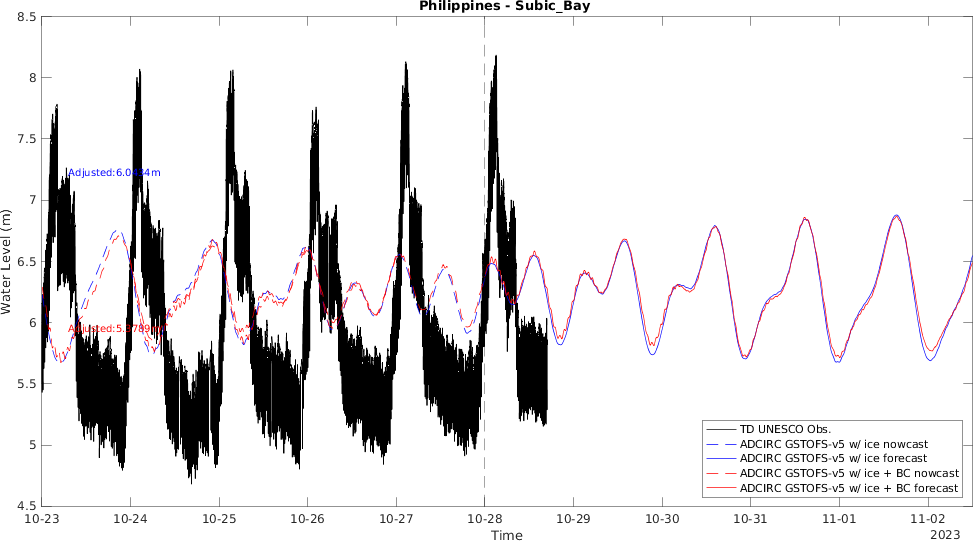 Philippines - Subic_Bay
8.5
8
7.5
7
6.5
6
5.5
5
4.5
Water Level (m)
10-23
10-24
10-25
10-26
10-27
10-28
10-29
10-30
10-31
11-01
11-02
2023
Time
TD UNESCO Obs.
ADCIRC GSTOFS-v5 w/ ice nowcast
ADCIRC GSTOFS-v5 w/ ice forecast
ADCIRC GSTOFS-v5 w/ ice + BC nowcast
ADCIRC GSTOFS-v5 w/ ice + BC forecast